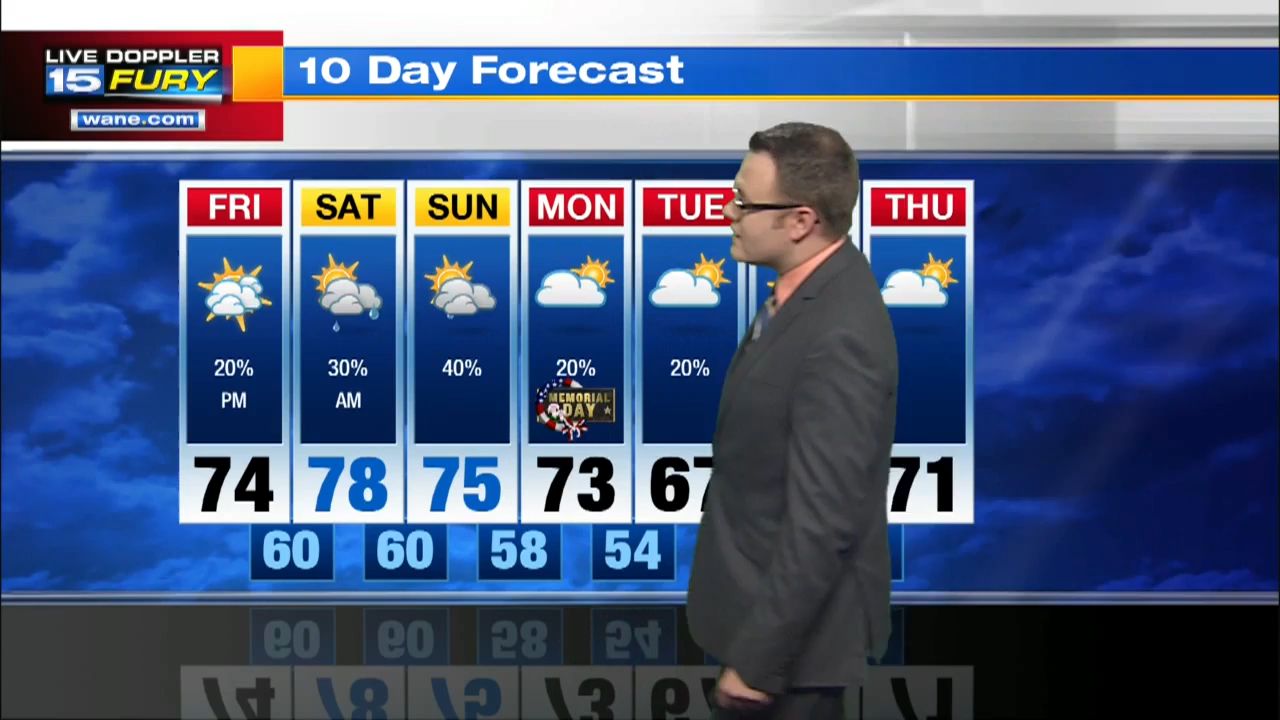 LIVE DOPPLER
15 FURY
wane.com
10 Day Forecast
FRI SAT SUN MON TUE THU
20% 30% 40% 20% 20%
PM AM
MEMORIAL
DAY
74 78 75 73 67 71
60 60 58 54